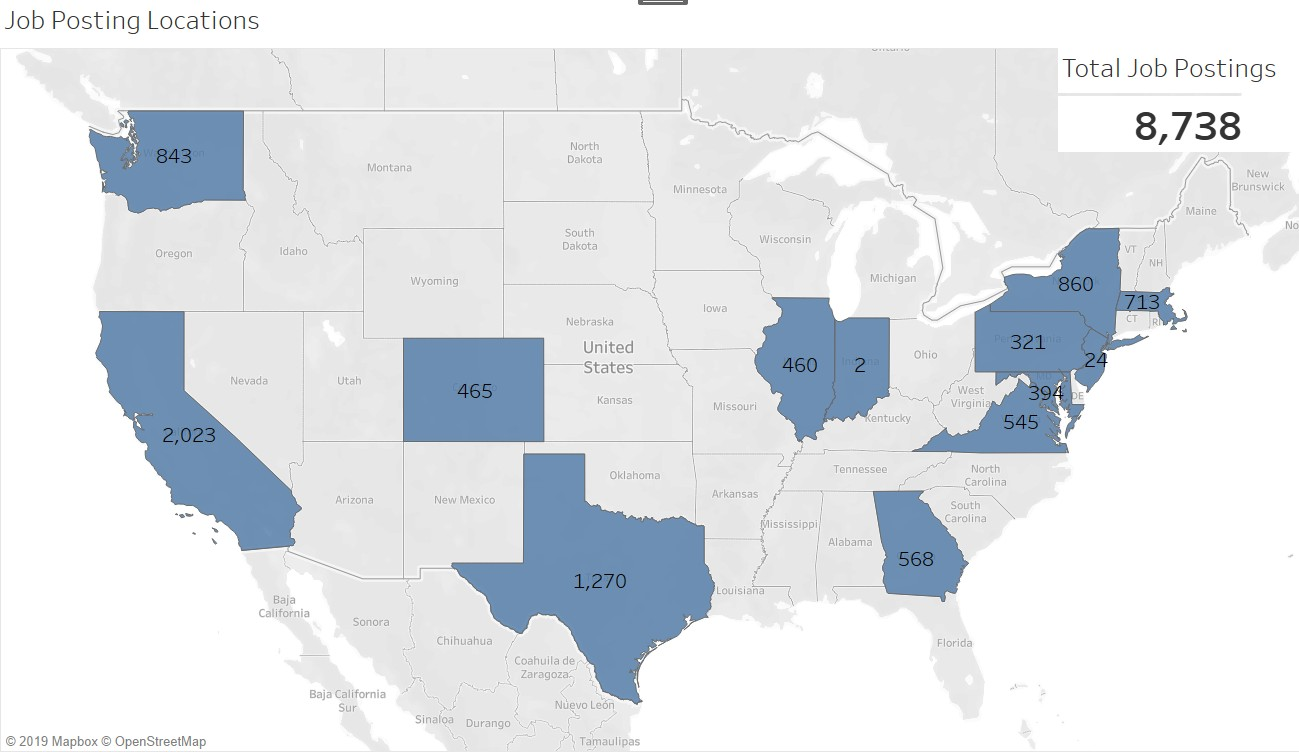 Job Posting Locations
Ontario
Total Job Postings
8,738
843
Montana
North
Dakota
Minnesota
New
Brunswick
Maine
Oregon
Idaho
South
Dakota
Wisconsin
VT
NH
Wyoming
Michigan
860
713
Iowa
CT
RI
Nebraska
United
States
321
Nevada
Utah
465
Kansas
Missouri
460
2
Ohio
24
West
Virginia
394
DE
2,023
Kentucky
545
Arizona
New Mexico
Oklahoma
Arkansas
Tennessee
North
Carolina
South
Carolina
Mississippi
Alabama
568
1,270
Louisiana
Baja
California
Sonora
Chihuahua
Florida
Coahuila de
Zaragoza
Baja California
Sur
Nuevo León
Sinaloa
Durango
Tamaulipas
© 2019 Mapbox © OpenStreetMap